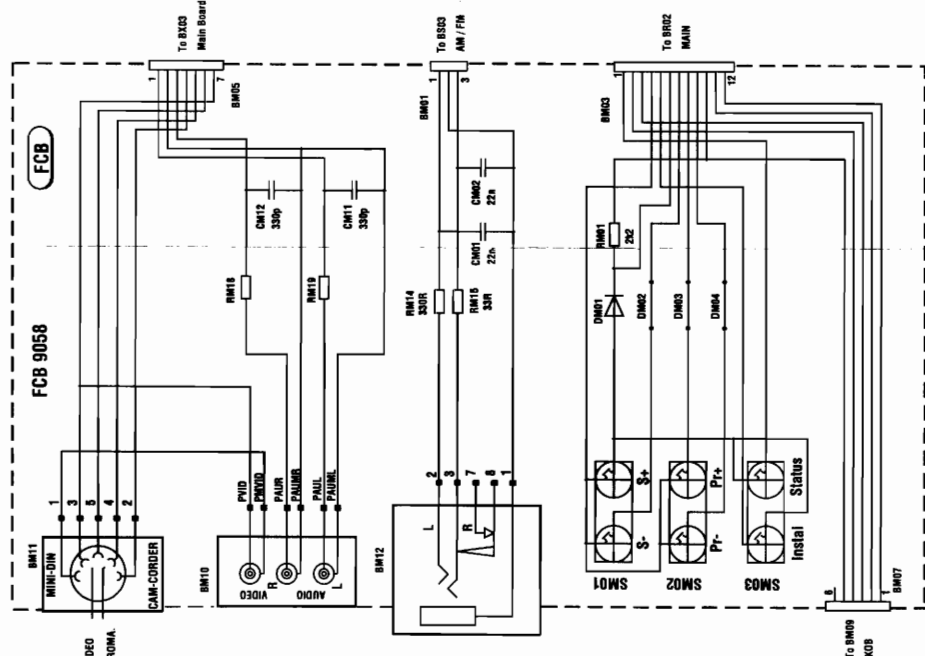 To BX03
Main Board
1
7
BM05
To BS03
AM / FM
1
3
BM01
To BR02
MAIN
1
12
BM03
FCB
FCB 9058
CM12
330p
CM11
330p
CM02
22n
CM01
22n
RM01
2k2
RM18
RM19
RM14
330R
RM15
33R
DM01
DM02
DM03
DM04
1
3
5
4
2
BM11
MINI-DIN
CAM-CORDER
PVID
PMVID
PAUR
PAUMR
PAUL
PAUML
BM10
VIDEO
R
AUDIO
L
BM12
2
3
7
8
1
L
R
S+
S-
SM01
Pr+
Pr-
SM02
Status
Instal
SM03
6
1
BM07
To BM09
DEO
ROMA.